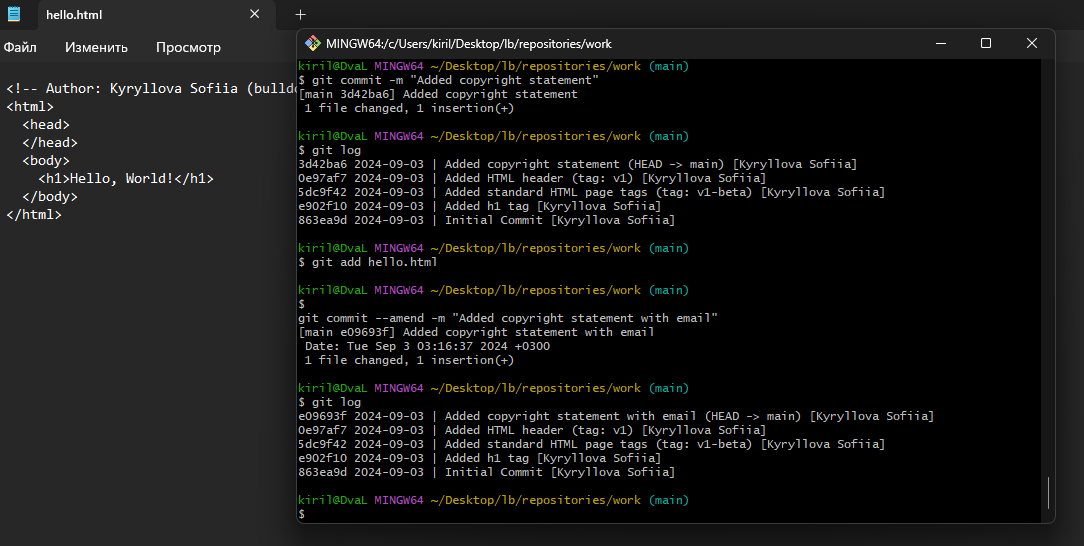 hello.html
Файл Изменить Просмотр
<!-- Author: Kyryllova Sofiia
<html>
  <head>
  </head>
  <body>
    <h1>Hello, World!</h1>
  </body>
</html>
MINGW64:/c/Users/kiril/Desktop/lb/repositories/work
kiril@DvaL MINGW64 ~/Desktop/lb/repositories/work (main)
$ git commit -m "Added copyright statement"
[main 3d42ba6] Added copyright statement
 1 file changed, 1 insertion(+)
kiril@DvaL MINGW64 ~/Desktop/lb/repositories/work (main)
$ git log
3d42ba6 2024-09-03 | Added copyright statement (HEAD -> main) [Kyryllova Sofiia]
0e97af7 2024-09-03 | Added HTML header (tag: v1) [Kyryllova Sofiia]
5dc9f42 2024-09-03 | Added standard HTML page tags (tag: v1-beta) [Kyryllova Sofiia]
e902f10 2024-09-03 | Added h1 tag [Kyryllova Sofiia]
863ea9d 2024-09-03 | Initial Commit [Kyryllova Sofiia]
kiril@DvaL MINGW64 ~/Desktop/lb/repositories/work (main)
$ git add hello.html
kiril@DvaL MINGW64 ~/Desktop/lb/repositories/work (main)
$
git commit --amend -m "Added copyright statement with email"
[main e09693f] Added copyright statement with email
 Date: Tue Sep 3 03:16:37 2024 +0300
 1 file changed, 1 insertion(+)
kiril@DvaL MINGW64 ~/Desktop/lb/repositories/work (main)
$ git log
e09693f 2024-09-03 | Added copyright statement with email (HEAD -> main) [Kyryllova Sofiia]
0e97af7 2024-09-03 | Added HTML header (tag: v1) [Kyryllova Sofiia]
5dc9f42 2024-09-03 | Added standard HTML page tags (tag: v1-beta) [Kyryllova Sofiia]
e902f10 2024-09-03 | Added h1 tag [Kyryllova Sofiia]
863ea9d 2024-09-03 | Initial Commit [Kyryllova Sofiia]
kiril@DvaL MINGW64 ~/Desktop/lb/repositories/work (main)
$